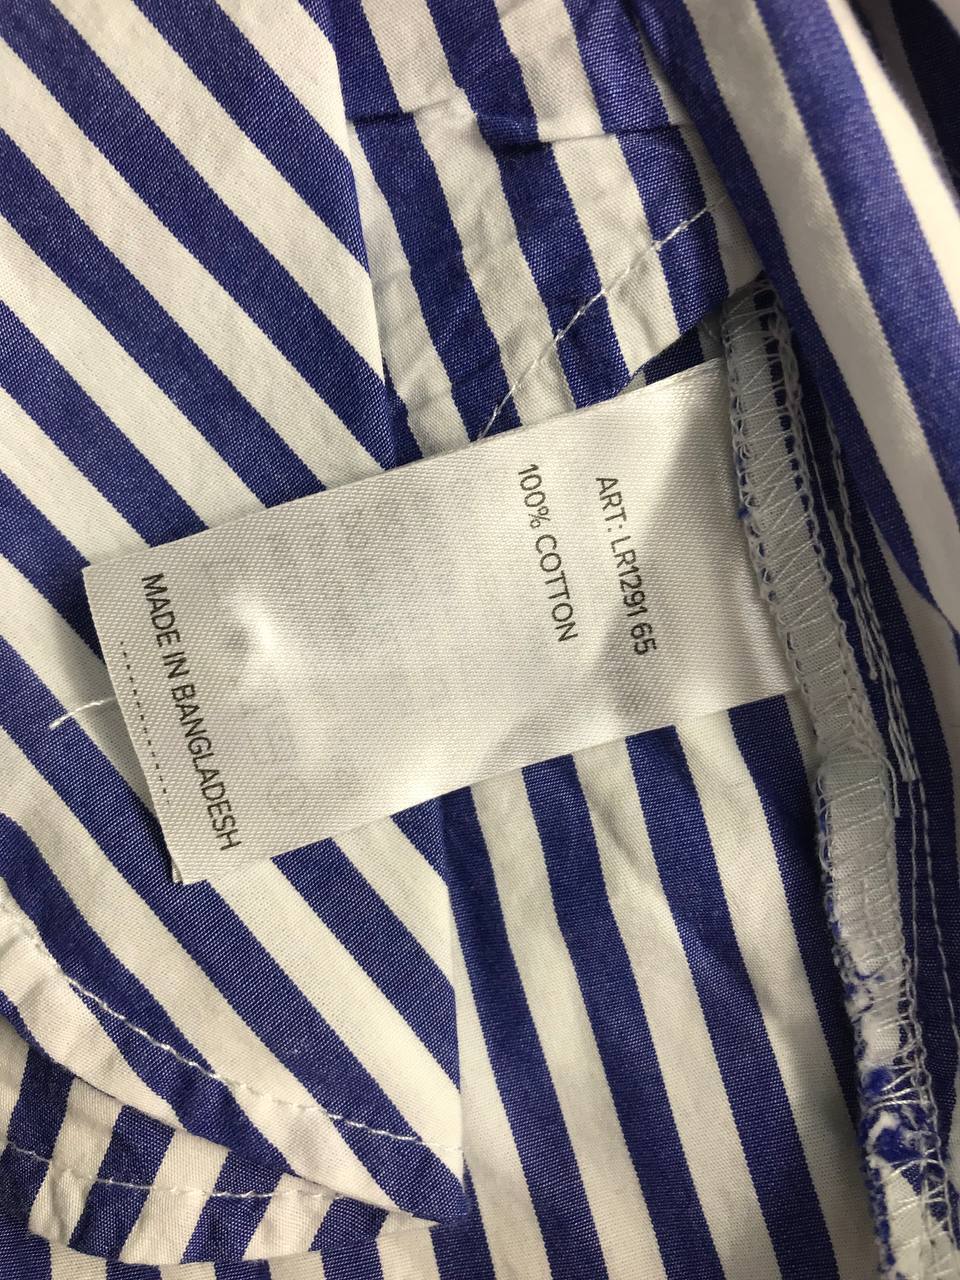 ART: LR1291 65
100% COTTON
MADE IN BANGLADESH